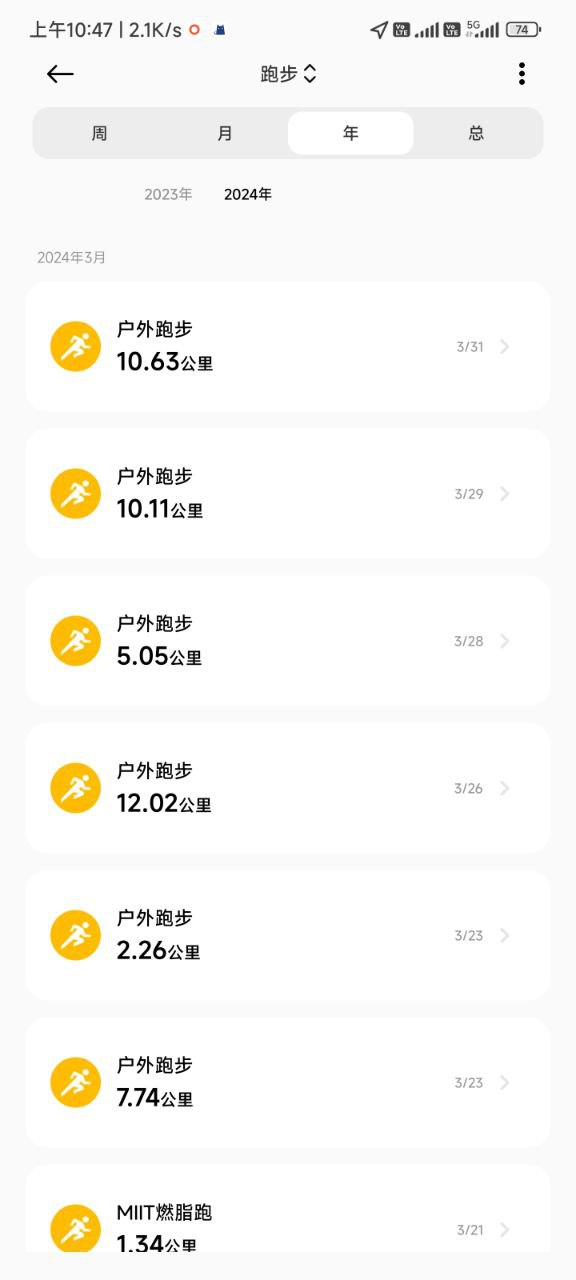 上午10:47 | 2.1K/s
5G
74
跑步
周 月 年 总
2023年 2024年
2024年3月
户外跑步
10.63公里
3/31
户外跑步
10.11公里
3/29
户外跑步
5.05公里
3/28
户外跑步
12.02公里
3/26
户外跑步
2.26公里
3/23
户外跑步
7.74公里
3/23
MIIT燃脂跑
1.34公里
3/21